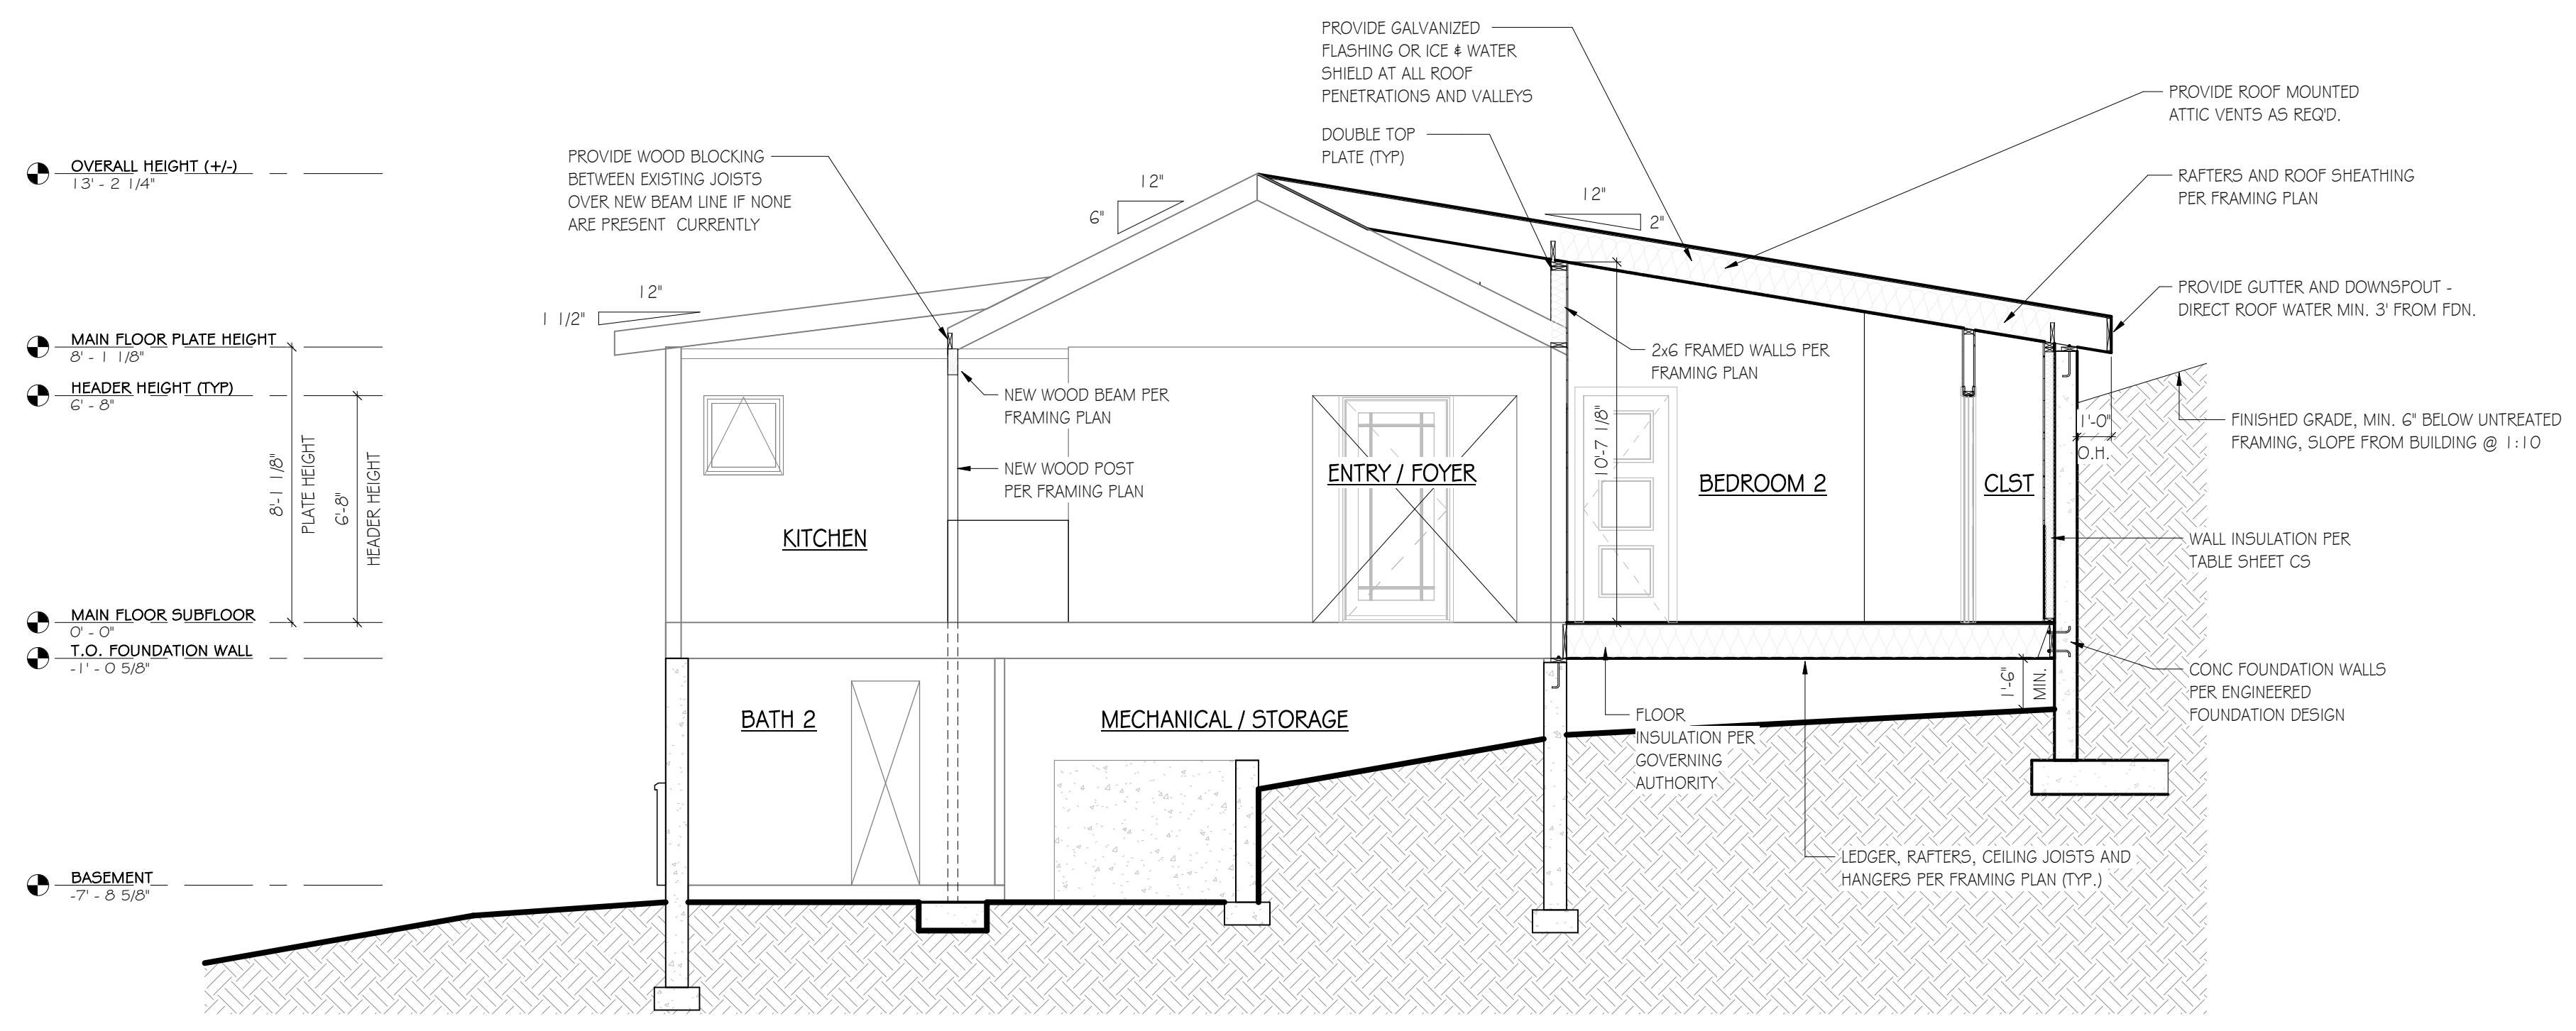 PROVIDE GALVANIZED
FLASHING OR ICE & WATER
SHIELD AT ALL ROOF
PENETRATIONS AND VALLEYS
DOUBLE TOP
PLATE (TYP)
PROVIDE ROOF MOUNTED
ATTIC VENTS AS REQ'D.
RAFTERS AND ROOF SHEATHING
PER FRAMING PLAN
PROVIDE GUTTER AND DOWNSPOUT -
DIRECT ROOF WATER MIN. 3' FROM FDN.
PROVIDE WOOD BLOCKING
BETWEEN EXISTING JOISTS
OVER NEW BEAM LINE IF NONE
ARE PRESENT CURRENTLY
OVERALL HEIGHT (+/-)
13' - 2 1/4"
MAIN FLOOR PLATE HEIGHT
8' - 1 1/8"
HEADER HEIGHT (TYP)
6' - 8"
8'-1 1/8"
PLATE HEIGHT
6'-8"
HEADER HEIGHT
MAIN FLOOR SUBFLOOR
0' - 0"
T.O. FOUNDATION WALL
-1' - 0 5/8"
BASEMENT
-7' - 8 5/8"
12"
1 1/2"
12"
6"
12"
2"
NEW WOOD BEAM PER
FRAMING PLAN
NEW WOOD POST
PER FRAMING PLAN
2x6 FRAMED WALLS PER
FRAMING PLAN
10'-7 1/8"
KITCHEN
ENTRY / FOYER
BEDROOM 2
CLST
1'-0"
O.H.
FINISHED GRADE, MIN. 6" BELOW UNTREATED
FRAMING, SLOPE FROM BUILDING @ 1:10
WALL INSULATION PER
TABLE SHEET CS
CONC FOUNDATION WALLS
PER ENGINEERED
FOUNDATION DESIGN
1'-6"
MIN.
BATH 2
MECHANICAL / STORAGE
FLOOR
INSULATION PER
GOVERNING
AUTHORITY
LEDGER, RAFTERS, CEILING JOISTS AND
HANGERS PER FRAMING PLAN (TYP.)